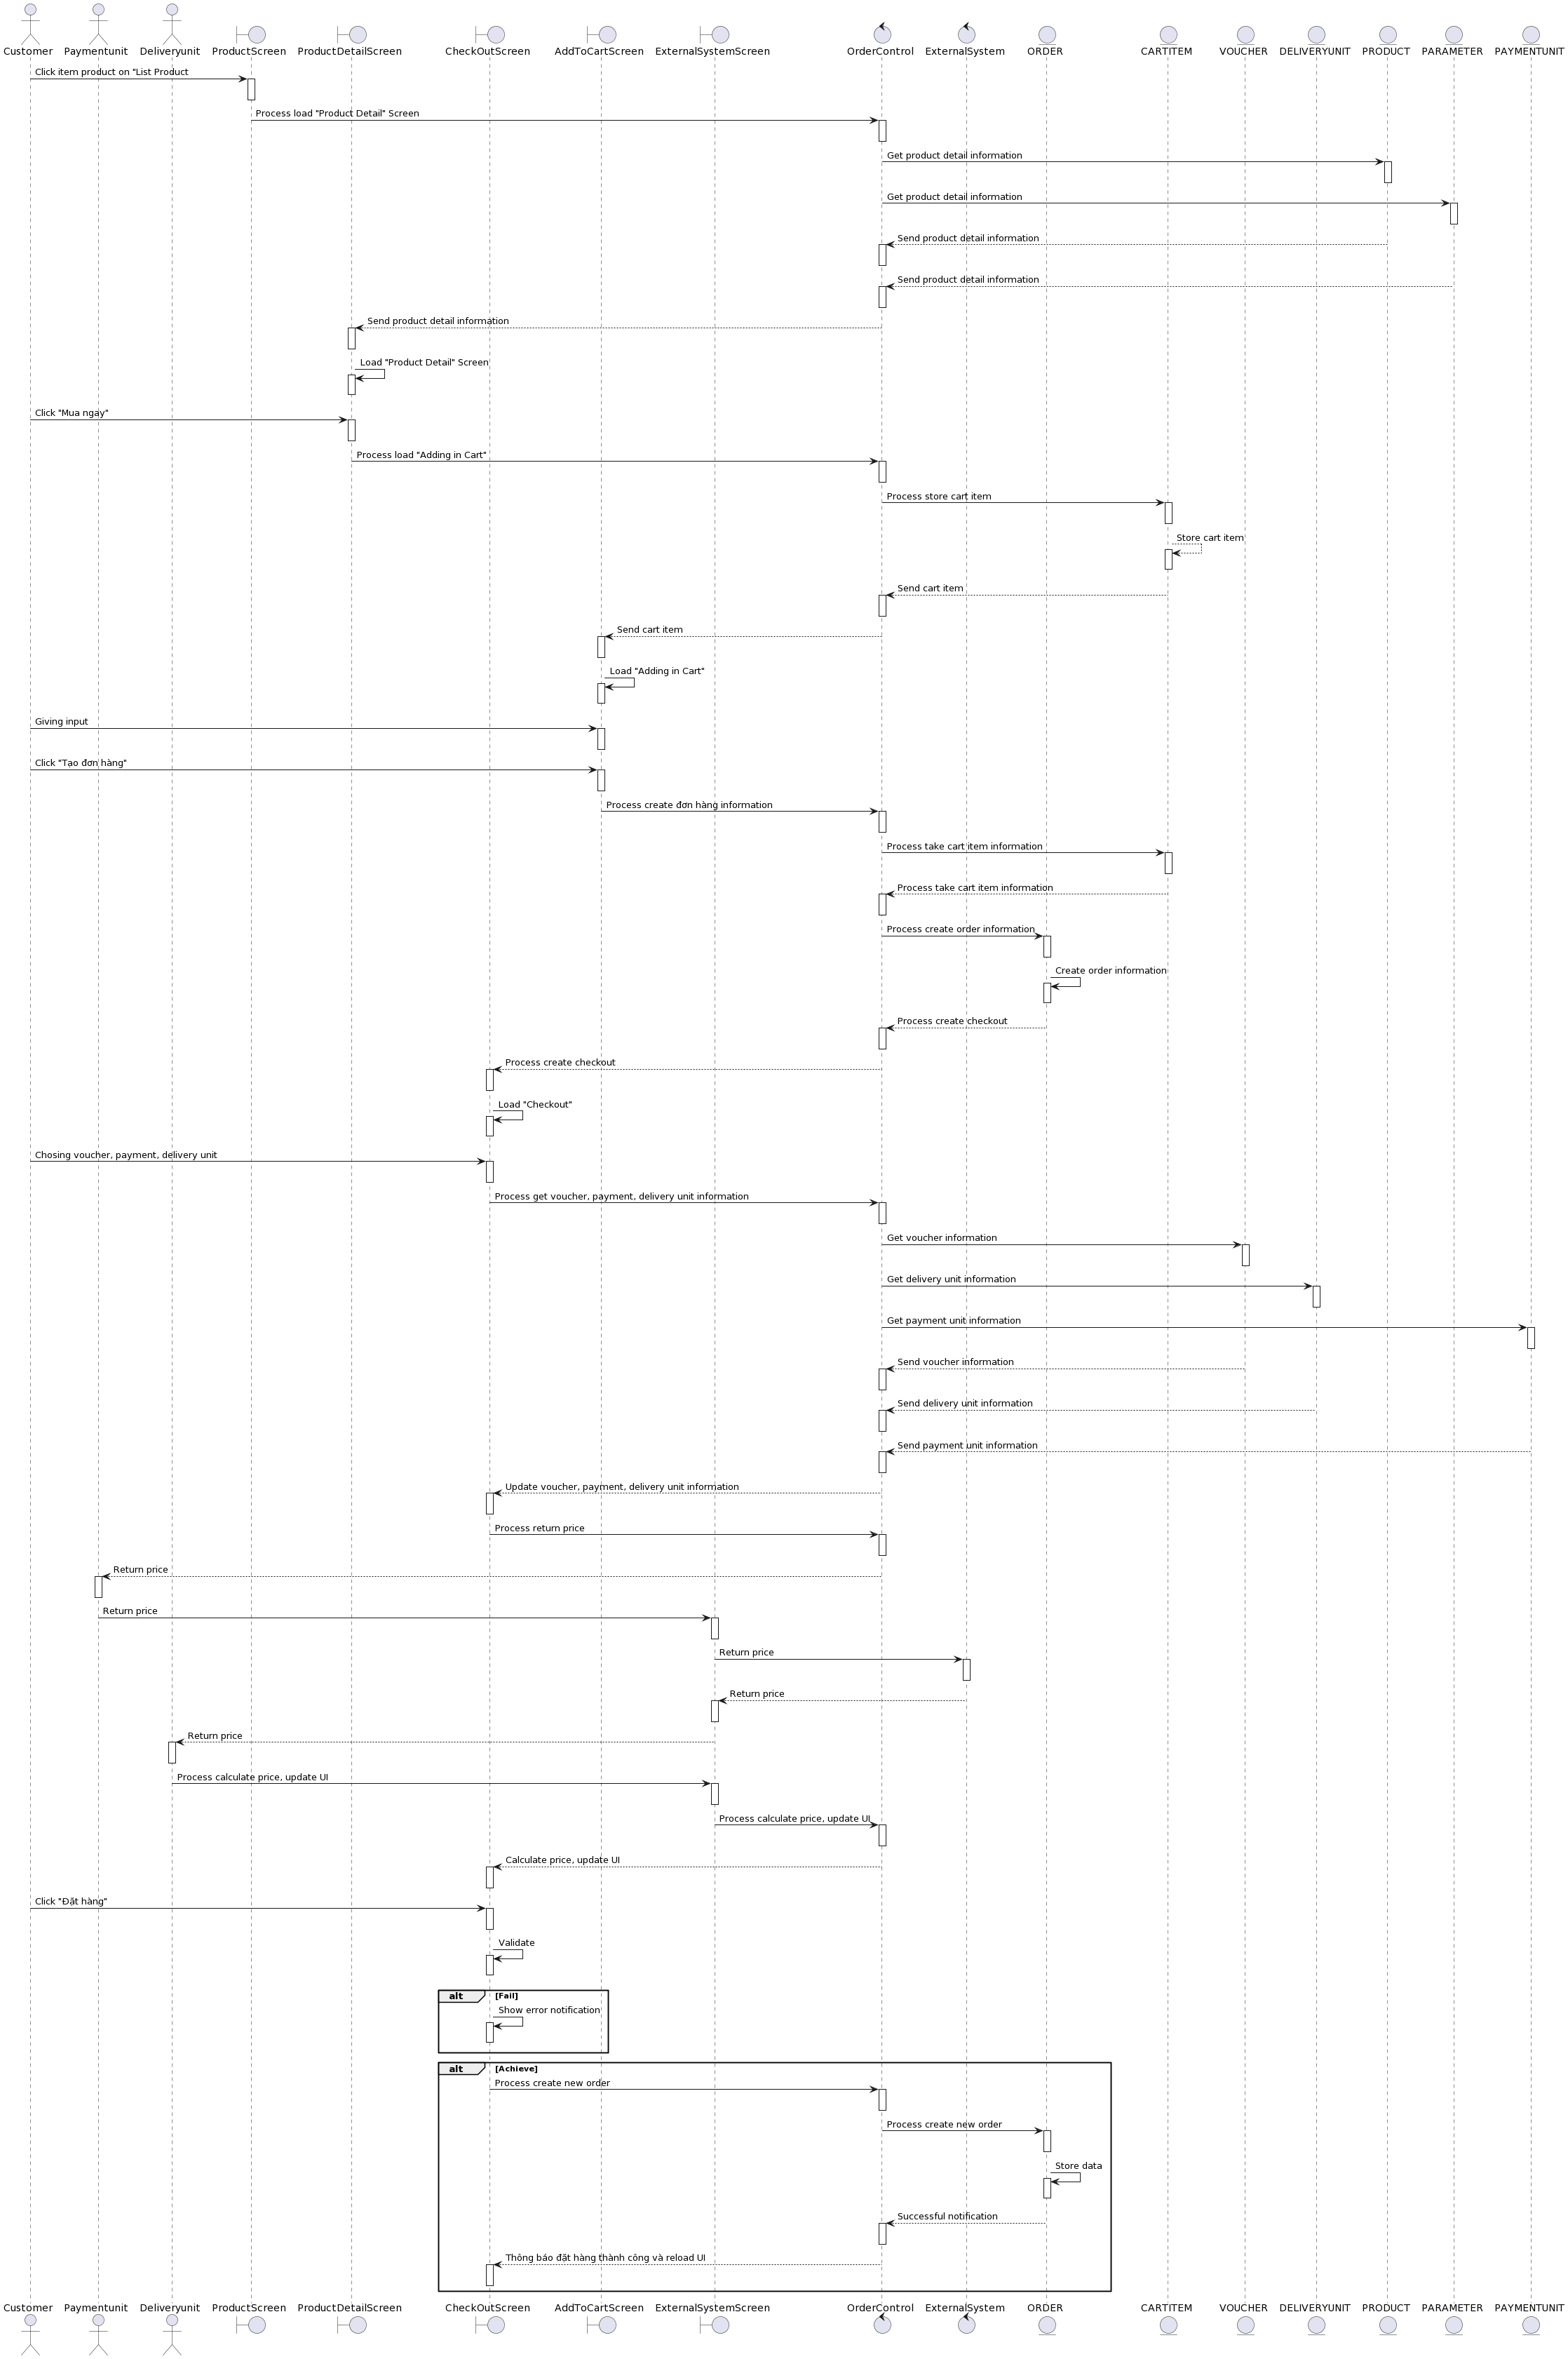 Customer Paymentunit Deliveryunit ProductScreen ProductDetailScreen CheckOutScreen AddToCartScreen ExternalSystemScreen OrderControl ExternalSystem ORDER CARTITEM VOUCHER DELIVERYUNIT PRODUCT PARAMETER PAYMENTUNIT
Click item product on "List Product
Process load "Product Detail" Screen
Get product detail information
Get product detail information
Send product detail information
Send product detail information
Send product detail information
Load "Product Detail" Screen
Click "Mua ngay"
Process load "Adding in Cart"
Process store cart item
Store cart item
Send cart item
Send cart item
Load "Adding in Cart"
Giving input
Click "Tạo đơn hàng"
Process create đơn hàng information
Process take cart item information
Process take cart item information
Process create order information
Create order information
Process create checkout
Process create checkout
Load "Checkout"
Chosing voucher, payment, delivery unit
Process get voucher, payment, delivery unit information
Get voucher information
Get delivery unit information
Get payment unit information
Send voucher information
Send delivery unit information
Send payment unit information
Update voucher, payment, delivery unit information
Process return price
Return price
Return price
Return price
Return price
Return price
Process calculate price, update UI
Process calculate price, update UI
Calculate price, update UI
Click "Đặt hàng"
Validate
alt [Fail]
Show error notification
alt [Achieve]
Process create new order
Process create new order
Store data
Successful notification
Thông báo đặt hàng thành công và reload UI
Customer Paymentunit Deliveryunit ProductScreen ProductDetailScreen CheckOutScreen AddToCartScreen ExternalSystemScreen OrderControl ExternalSystem ORDER CARTITEM VOUCHER DELIVERYUNIT PRODUCT PARAMETER PAYMENTUNIT